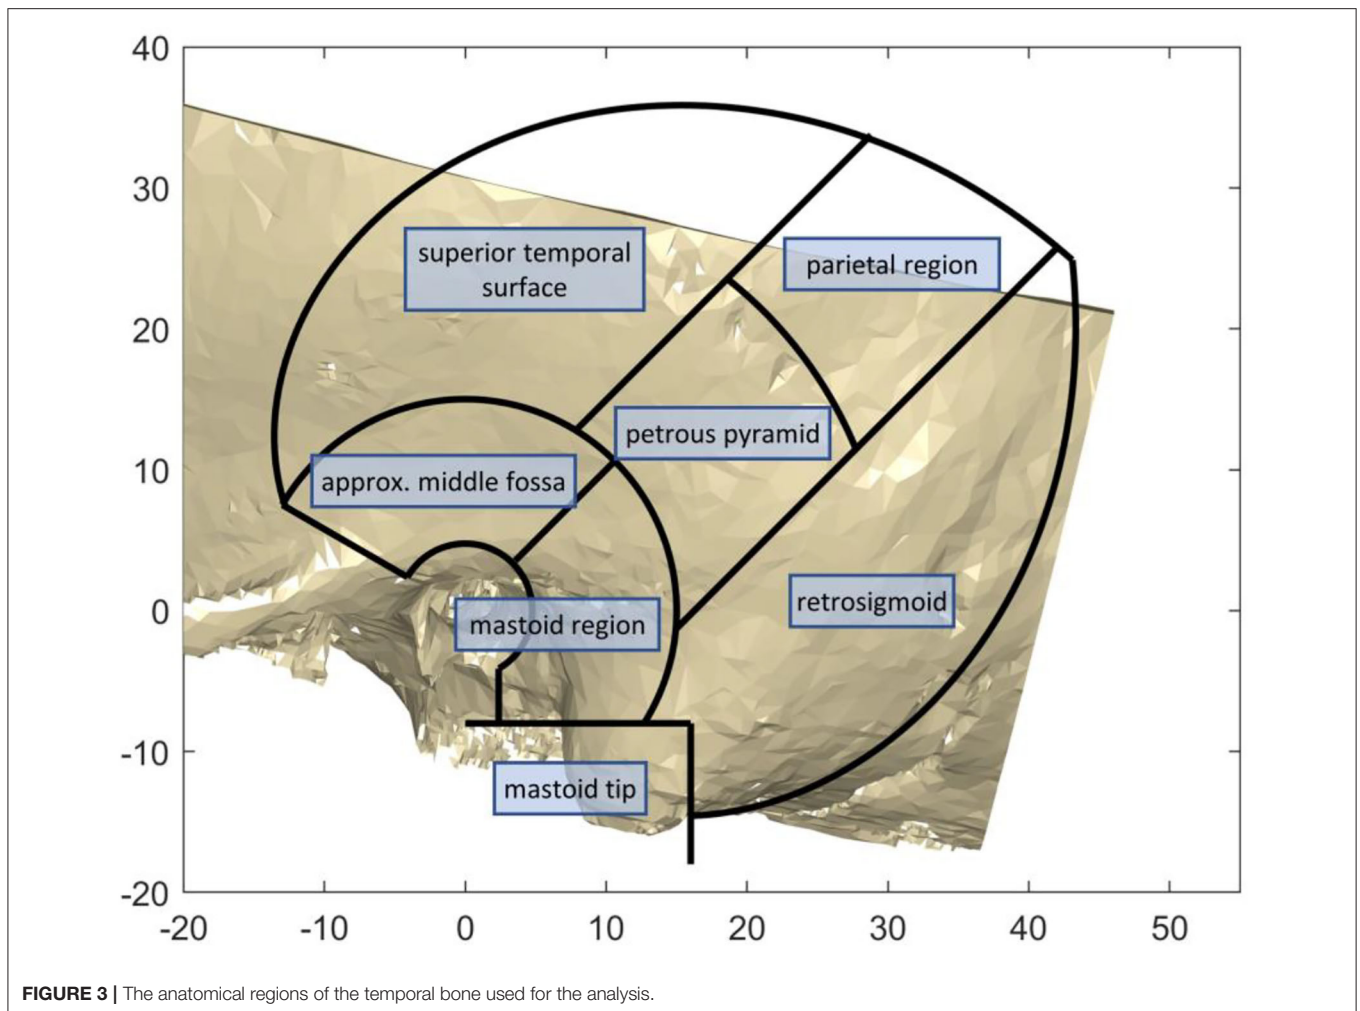 40
30
superior temporal
surface
parietal region
20
petrous pyramid
10
approx. middle fossa
0
mastoid region
retrosigmoid
-10
mastoid tip
-20
-20 -10 0 10 20 30 40 50
FIGURE 3 | The anatomical regions of the temporal bone used for the analysis.